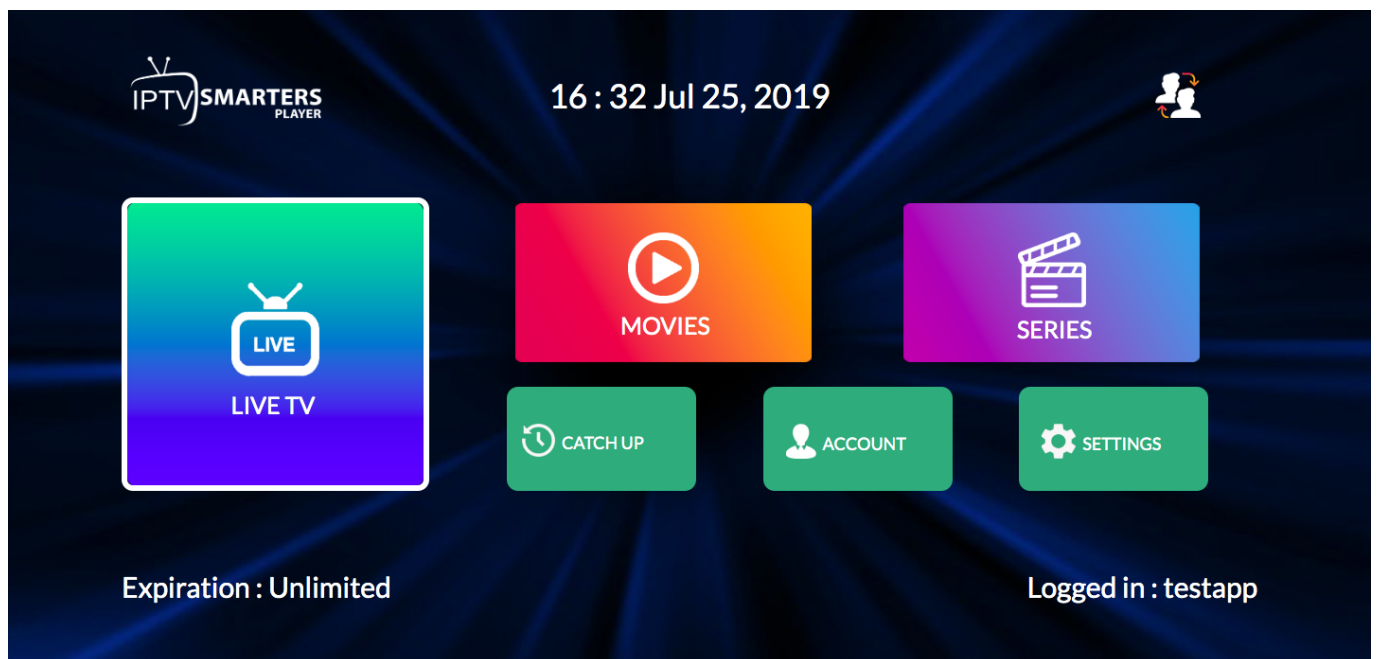 IPTV SMARTERS
PLAYER
16 : 32 Jul 25, 2019
LIVE
LIVE TV
MOVIES
SERIES
CATCH UP
ACCOUNT
SETTINGS
Expiration : Unlimited
Logged in : testapp